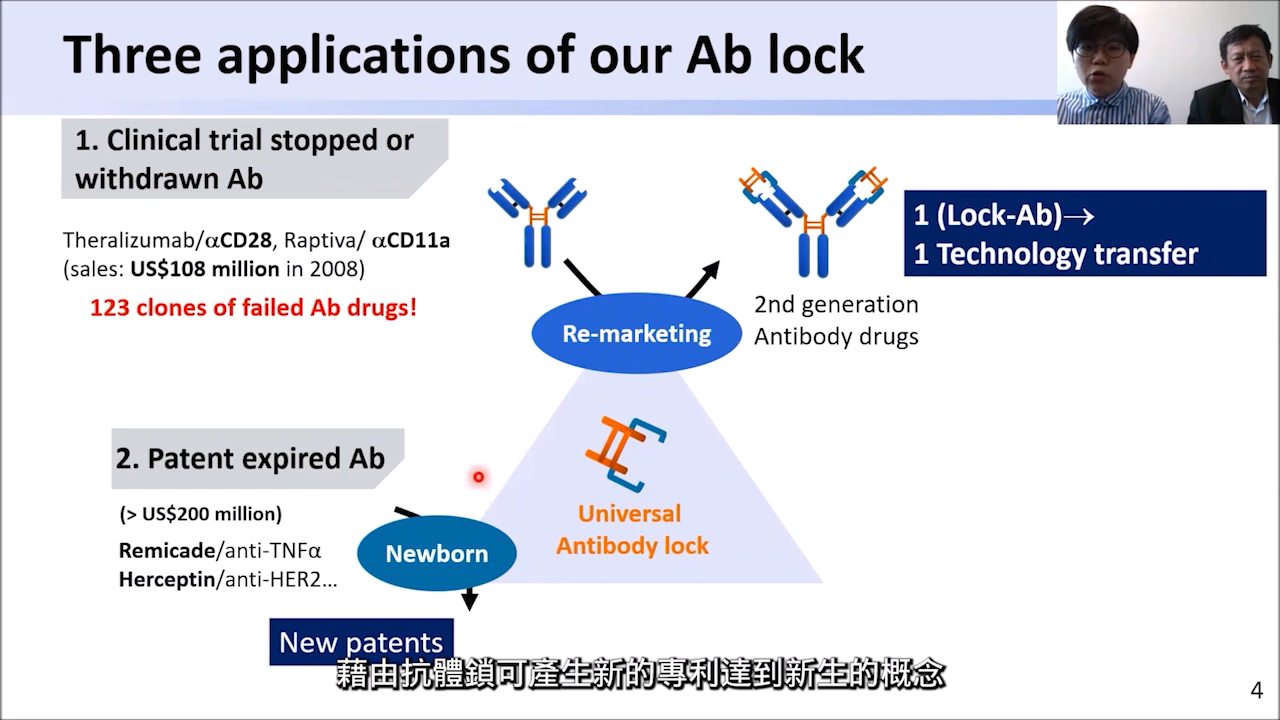 Three applications of our Ab lock
1. Clinical trial stopped or
withdrawn Ab
Theralizumab/αCD28, Raptiva/ αCD11a
(sales: US$108 million in 2008)
123 clones of failed Ab drugs!
1 (Lock-Ab)→
1 Technology transfer
2nd generation
Antibody drugs
Re-marketing
2. Patent expired Ab
(> US$200 million)
Remicade/anti-TNFα
Herceptin/anti-HER2…
Newborn
Universal
Antibody lock
New patents
藉由抗體鎖可產生新的專利達到新生的概念
4